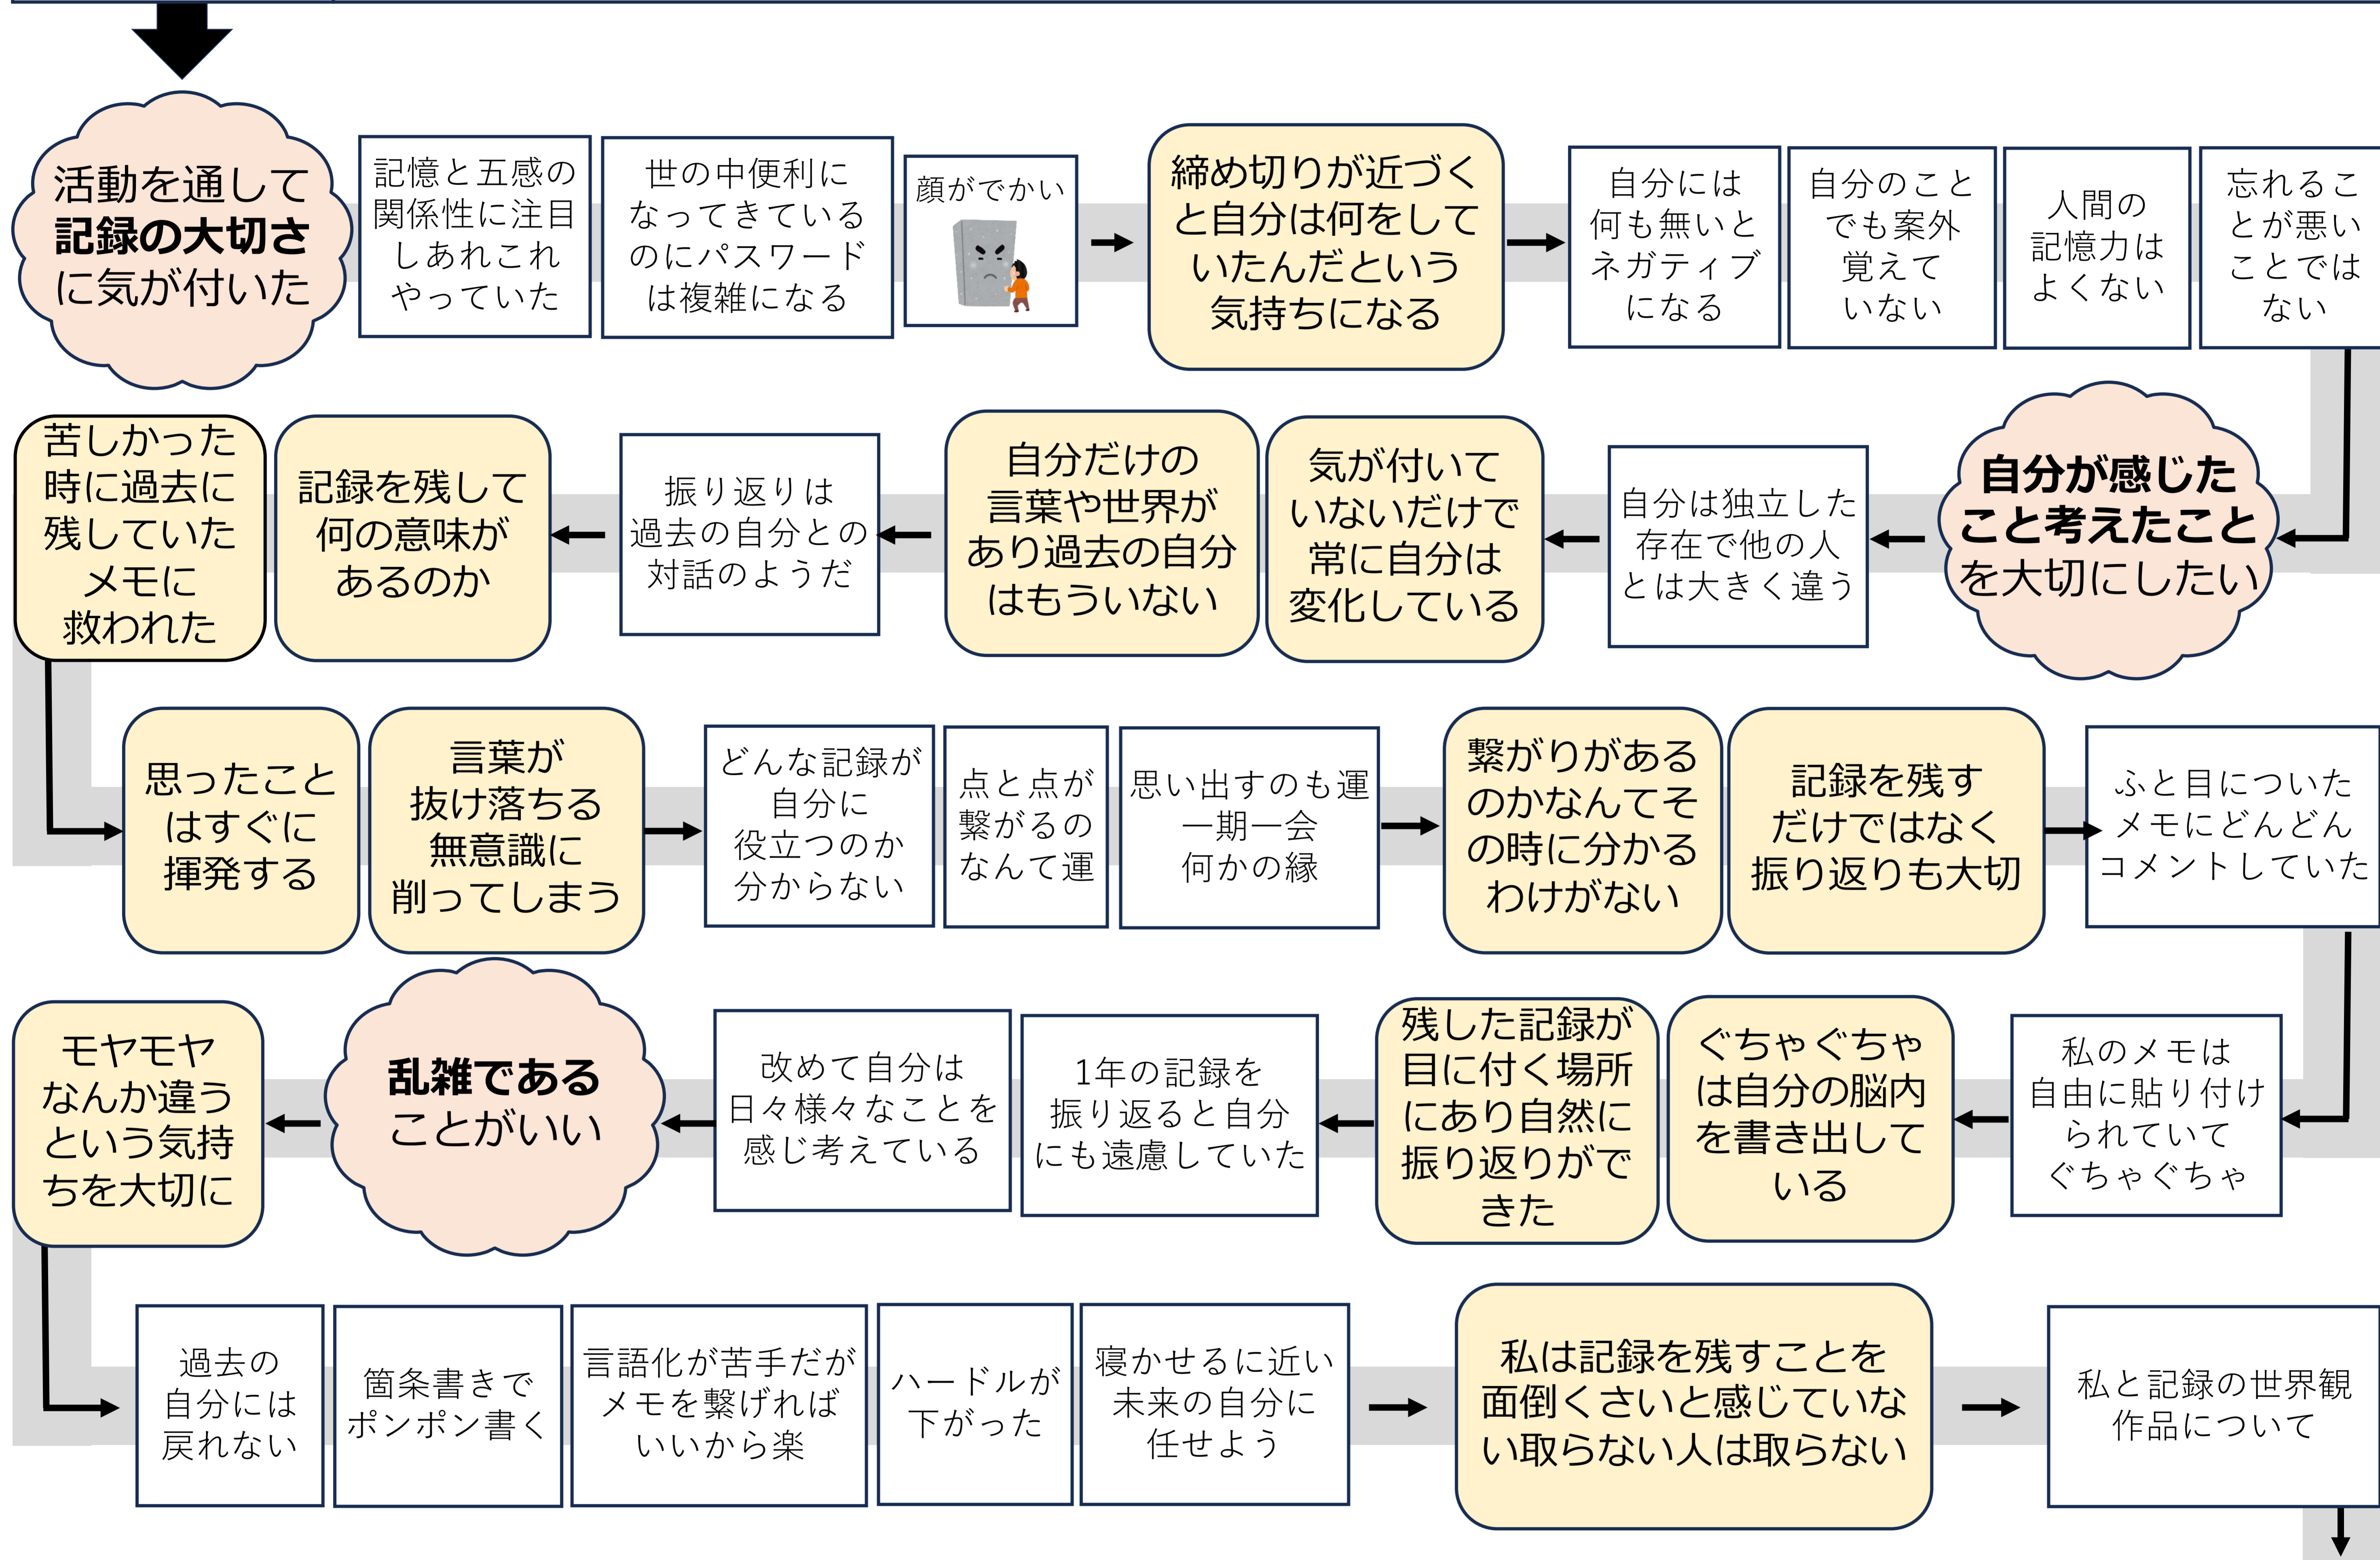 活動を通して
記録の大切さ
に気が付いた
記憶と五感の
関係性に注目
しあれこれ
やっていた
世の中便利に
なってきている
のにパスワード
は複雑になる
顔がでかい
締め切りが近づく
と自分は何をして
いたんだという
気持ちになる
自分には
何も無いと
ネガティブ
になる
自分のこと
でも案外
覚えて
いない
人間の
記憶力は
よくない
忘れるこ
とが悪い
ことでは
ない
自分が感じた
こと考えたこと
を大切にしたい
自分は独立した
存在で他の人
とは大きく違う
気が付いて
いないだけで
常に自分は
変化している
自分だけの
言葉や世界が
あり過去の自分
はもういない
振り返りは
過去の自分との
対話のようだ
記録を残して
何の意味が
あるのか
苦しかった
時に過去に
残していた
メモに
救われた
思ったこと
はすぐに
揮発する
言葉が
抜け落ちる
無意識に
削ってしまう
どんな記録が
自分に
役立つのか
分からない
点と点が
繋がるの
なんて運
思い出すのも運
一期一会
何かの縁
繋がりがある
のかなんてそ
の時に分かる
わけがない
記録を残す
だけではなく
振り返りも大切
ふと目についた
メモにどんどん
コメントしていた
私のメモは
自由に貼り付け
られていて
ぐちゃぐちゃ
ぐちゃぐちゃ
は自分の脳内
を書き出して
いる
残した記録が
目に付く場所
にあり自然に
振り返りがで
きた
1年の記録を
振り返ると自分
にも遠慮していた
改めて自分は
日々様々なことを
感じ考えている
乱雑である
ことがいい
モヤモヤ
なんか違う
という気持
ちを大切に
過去の
自分には
戻れない
箇条書きで
ポンポン書く
言語化が苦手だが
メモを繋げれば
いいから楽
ハードルが
下がった
寝かせるに近い
未来の自分に
任せよう
私は記録を残すことを
面倒くさいと感じていな
い取らない人は取らない
私と記録の世界観
作品について